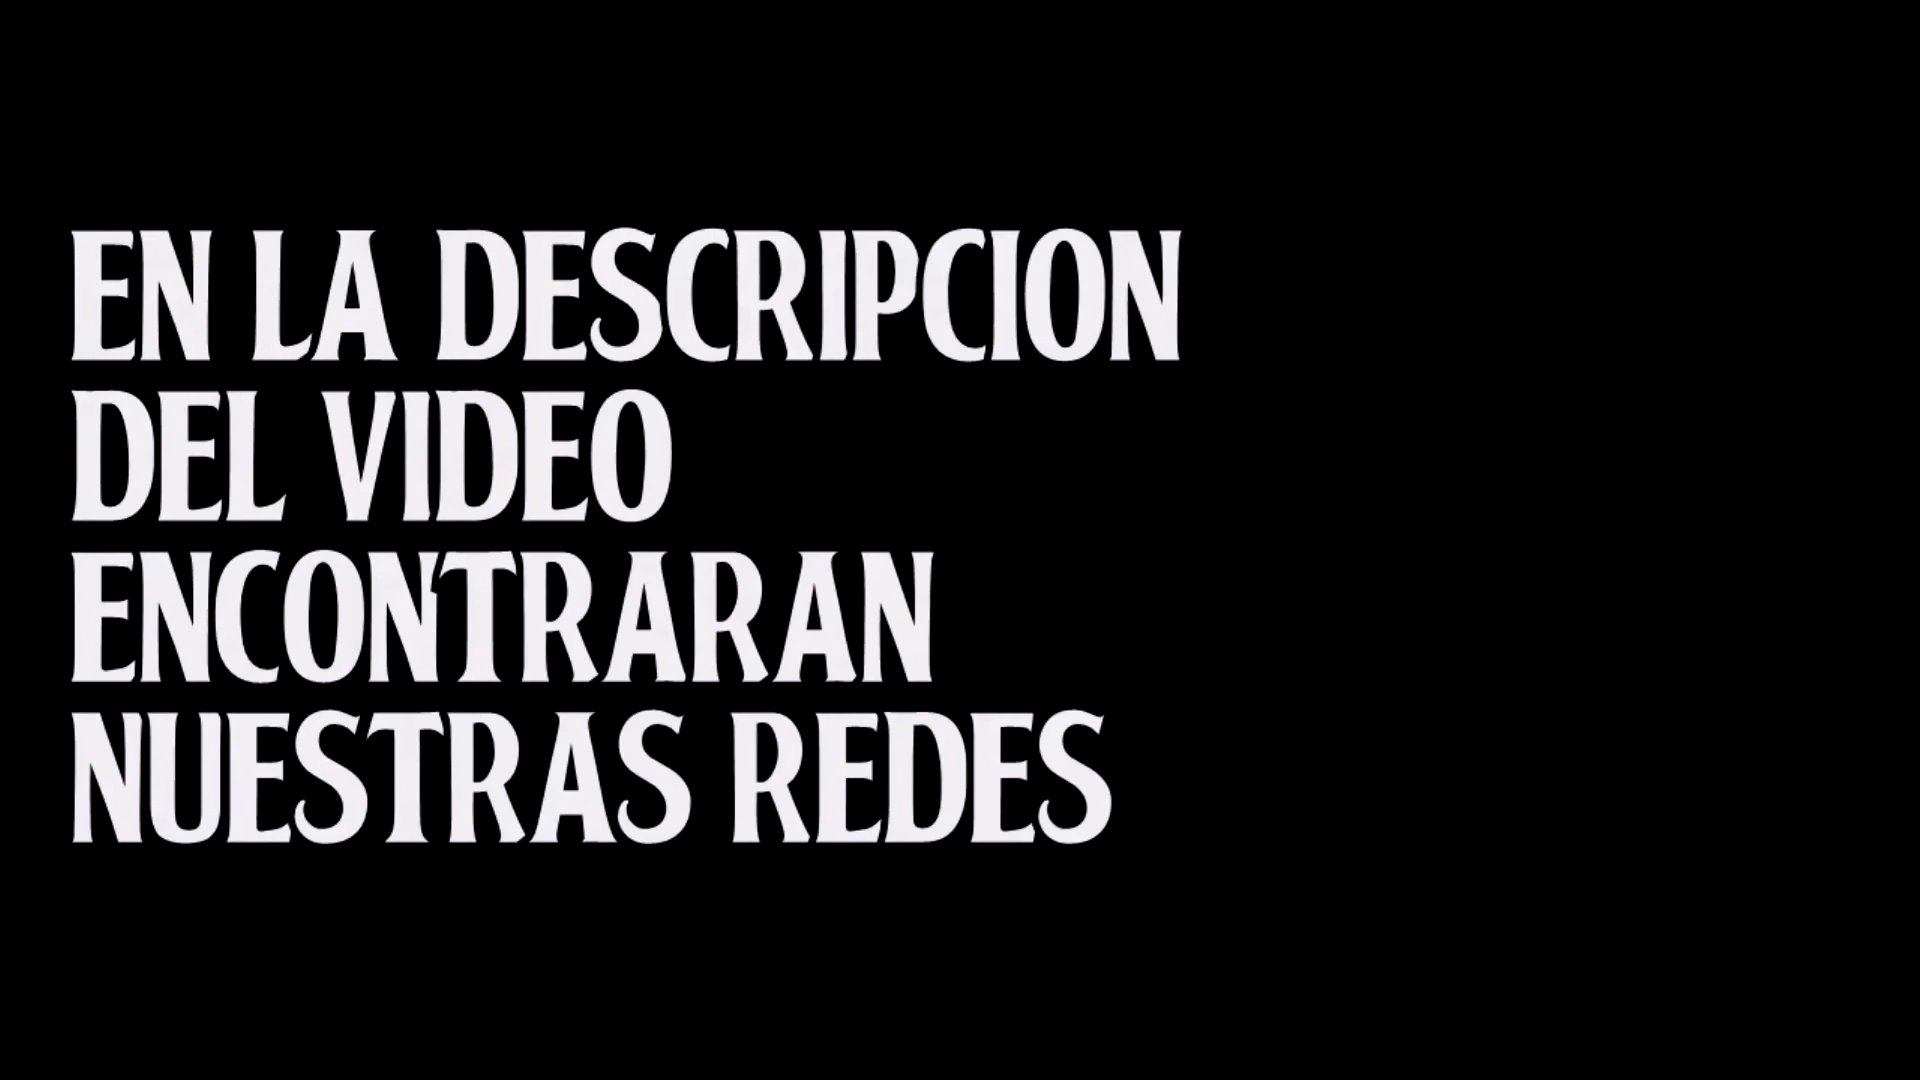 EN LA DESCRIPCION
DEL VIDEO
ENCONTRARAN
NUESTRAS REDES